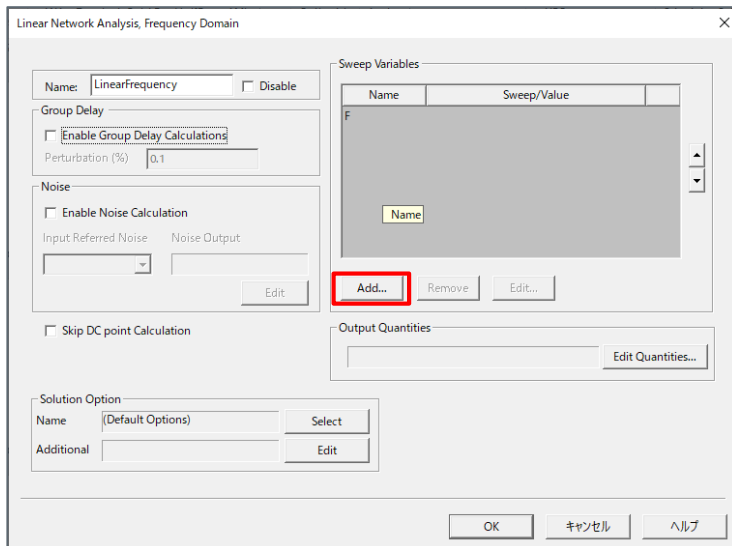 Linear Network Analysis, Frequency Domain
Name: LinearFrequency Disable
Group Delay
Enable Group Delay Calculations
Perturbation (%) 0.1
Noise
Enable Noise Calculation
Input Referred Noise Noise Output
Edit
Skip DC point Calculation
Sweep Variables
Name Sweep/Value
F
Name
Add... Remove Edit...
Output Quantities
Edit Quantities...
Solution Option
Name (Default Options) Select
Additional Edit
OK キャンセル ヘルプ